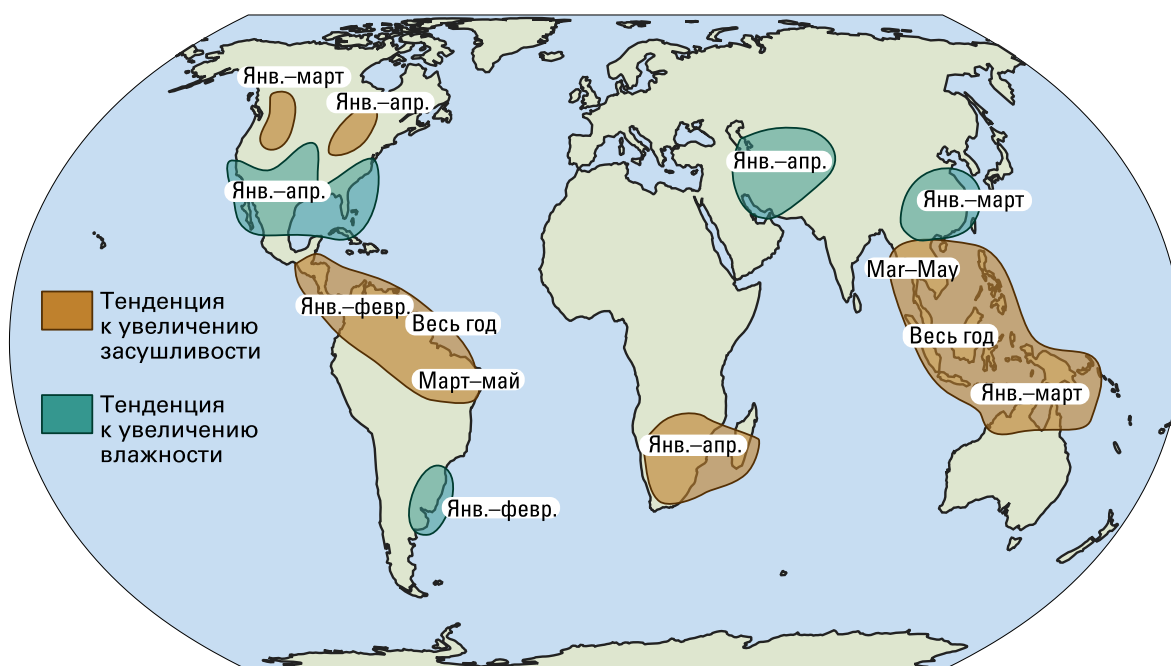 Янв.–март
Янв.–апр.
Янв.–апр.
Янв.–апр.
Янв.–март
Mar–May
Янв.–февр.
Весь год
Весь год
Март–май
Янв.–март
Янв.–апр.
Янв.–февр.
Тенденция
к увеличению
засушливости
Тенденция
к увеличению
влажности